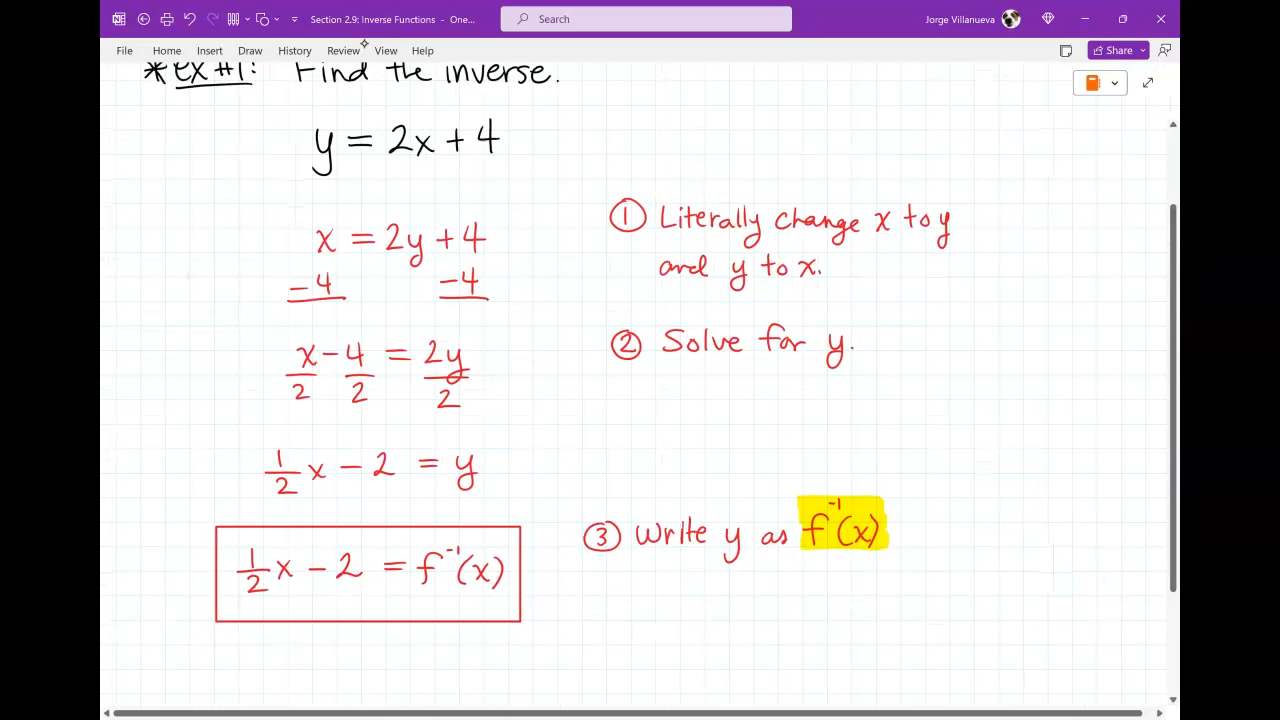 Section 2.9: Inverse Functions - One...
Search
Jorge Villanueva
File Home Insert Draw History Review View Help
Share
*ex #1: Find the inverse.
y = 2x + 4
x = 2y + 4
-4 -4
x - 4 = 2y
2 2 2
1/2 x - 2 = y
1/2 x - 2 = f⁻¹(x)
① Literally change x to y
and y to x.
② Solve for y.
③ Write y as f⁻¹(x)